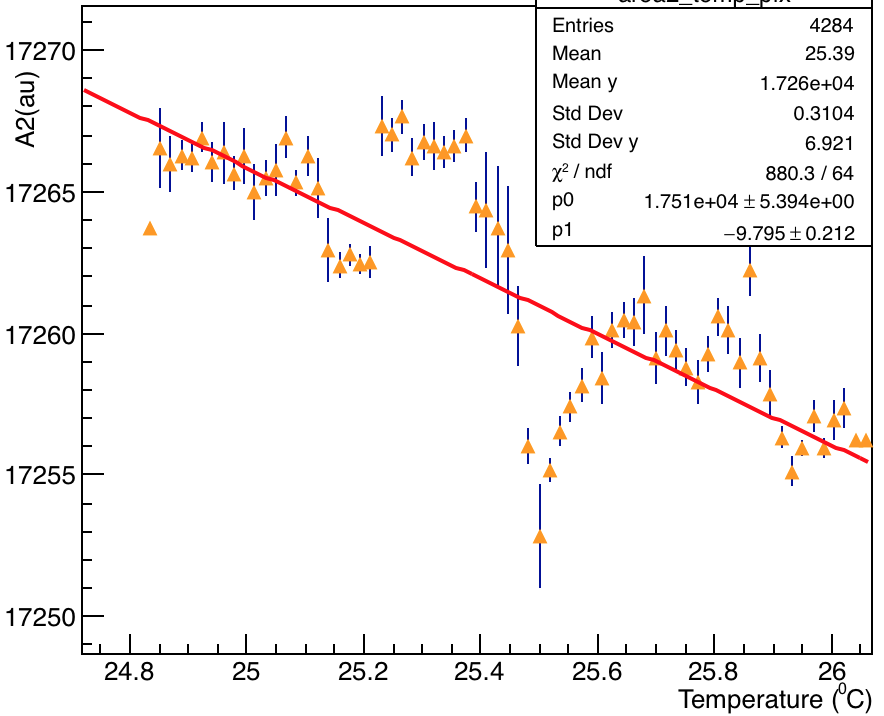 area2_temp_pfx
Entries 4284
Mean 25.39
Mean y 1.726e+04
Std Dev 0.3104
Std Dev y 6.921
χ² / ndf 880.3 / 64
p0 1.751e+04 ± 5.394e+00
p1 −9.795 ± 0.212
A2(au)
17270
17265
17260
17255
17250
24.8 25 25.2 25.4 25.6 25.8 26
Temperature (⁰C)